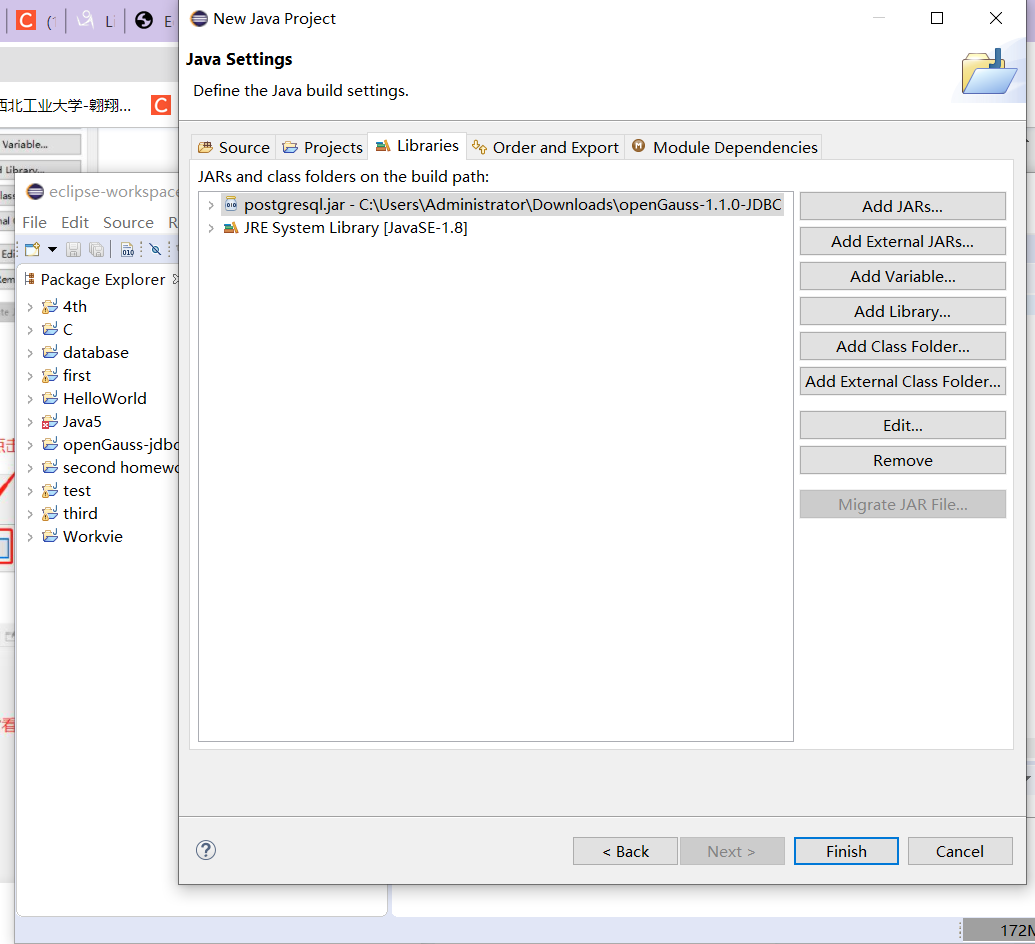 New Java Project
Java Settings
Define the Java build settings.
Source
Projects
Libraries
Order and Export
Module Dependencies
JARs and class folders on the build path:
postgresql.jar - C:\Users\Administrator\Downloads\openGauss-1.1.0-JDBC
JRE System Library [JavaSE-1.8]
Add JARs...
Add External JARs...
Add Variable...
Add Library...
Add Class Folder...
Add External Class Folder...
Edit...
Remove
Migrate JAR File...
< Back
Next >
Finish
Cancel
C
西北工业大学-翱翔...
C
Variable...
Library...
eclipse-workspace
File Edit Source R
Package Explorer
4th
C
database
first
HelloWorld
Java5
openGauss-jdbc
second homewo
test
third
Workvie
点击
看
172M